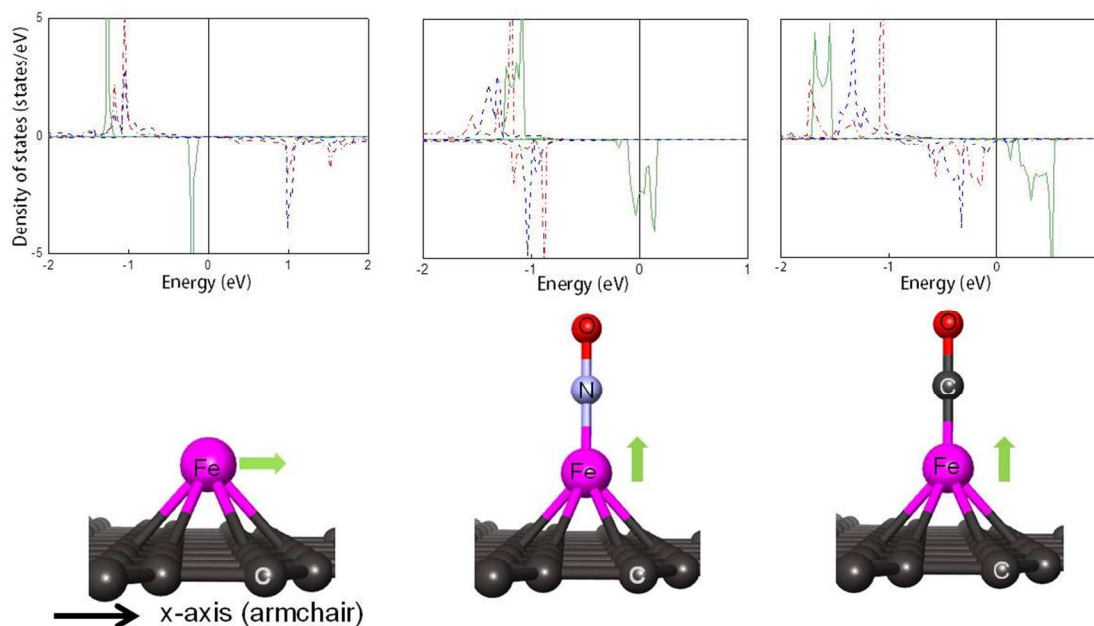 Density of states (states/eV)
5
0
-5
-2
-1
0
1
2
Energy (eV)
-2
-1
0
1
Energy (eV)
-2
-1
0
Energy (eV)
Fe
C
x-axis (armchair)
O
N
Fe
C
O
C
Fe
C